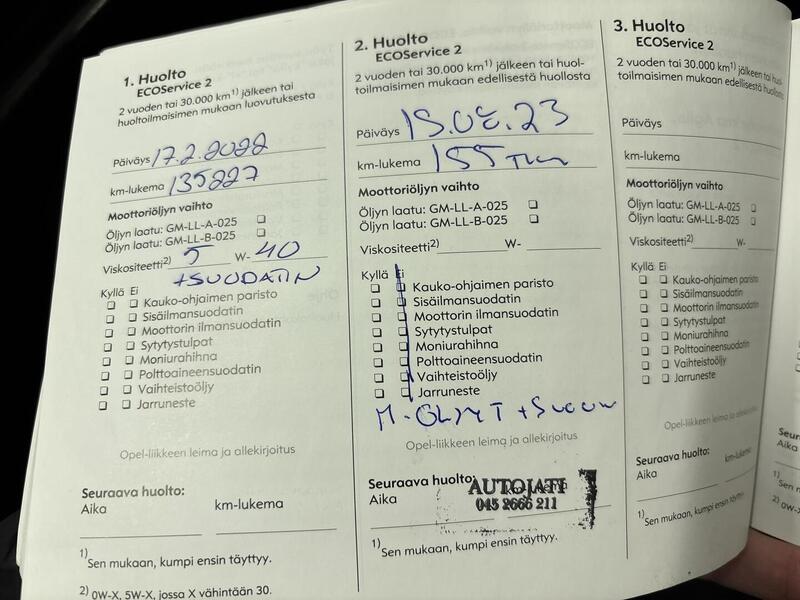 1. Huolto
ECOService 2
2 vuoden tai 30.000 km¹⁾ jälkeen tai
huoltoilmaisimen mukaan luovutuksesta
Päiväys 17.2.2022
km-lukema 135227
Moottoriöljyn vaihto
Öljyn laatu: GM-LL-A-025 ❏
Öljyn laatu: GM-LL-B-025 ❏
Viskositeetti²⁾ 5 W- 40
+SUODATIN
Kyllä Ei
❏ ❏ Kauko-ohjaimen paristo
❏ ❏ Sisäilmansuodatin
❏ ❏ Moottorin ilmansuodatin
❏ ❏ Sytytystulpat
❏ ❏ Moniurahihna
❏ ❏ Polttoaineensuodatin
❏ ❏ Vaihteistoöljy
❏ ❏ Jarruneste
Opel-liikkeen leima ja allekirjoitus
Seuraava huolto:
Aika km-lukema
¹⁾Sen mukaan, kumpi ensin täyttyy.
²⁾ 0W-X, 5W-X, jossa X vähintään 30.
2. Huolto
ECOService 2
2 vuoden tai 30.000 km¹⁾ jälkeen tai huol-
toilmaisimen mukaan edellisestä huollosta
Päiväys
km-lukema 155
Moottoriöljyn vaihto
Öljyn laatu: GM-LL-A-025 ❏
Öljyn laatu: GM-LL-B-025 ❏
Viskositeetti²⁾ W-
Kyllä Ei
❏ ❏ Kauko-ohjaimen paristo
❏ ❏ Sisäilmansuodatin
❏ ❏ Moottorin ilmansuodatin
❏ ❏ Sytytystulpat
❏ ❏ Moniurahihna
❏ ❏ Polttoaineensuodatin
❏ ❏ Vaihteistoöljy
❏ ❏ Jarruneste
Opel-liikkeen leima ja allekirjoitus
Seuraava huolto:
Aika km-lukema
AUTOJATI
045 2666 211
¹⁾Sen mukaan, kumpi ensin täyttyy.
3. Huolto
ECOService 2
2 vuoden tai 30.000 km¹⁾ jälkeen tai huol-
toilmaisimen mukaan edellisestä huollosta
Päiväys
km-lukema
Moottoriöljyn vaihto
Öljyn laatu: GM-LL-A-025 ❏
Öljyn laatu: GM-LL-B-025 ❏
Viskositeetti²⁾ W-
Kyllä Ei
❏ ❏ Kauko-ohjaimen paristo
❏ ❏ Sisäilmansuodatin
❏ ❏ Moottorin ilmansuodatin
❏ ❏ Sytytystulpat
❏ ❏ Moniurahihna
❏ ❏ Polttoaineensuodatin
❏ ❏ Vaihteistoöljy
❏ ❏ Jarruneste
Opel-liikkeen leima ja allekirjoitus
Seuraava huolto:
Aika km-lukema
¹⁾Sen mukaan, kumpi ensin täyttyy.